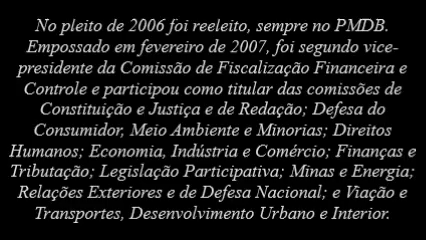 No pleito de 2006 foi reeleito, sempre no PMDB.
Empossado em fevereiro de 2007, foi segundo vice-
presidente da Comissão de Fiscalização Financeira e
Controle e participou como titular das comissões de
Constituição e Justiça e de Redação; Defesa do
Consumidor, Meio Ambiente e Minorias; Direitos
Humanos; Economia, Indústria e Comércio; Finanças e
Tributação; Legislação Participativa; Minas e Energia;
Relações Exteriores e de Defesa Nacional; e Viação e
Transportes, Desenvolvimento Urbano e Interior.